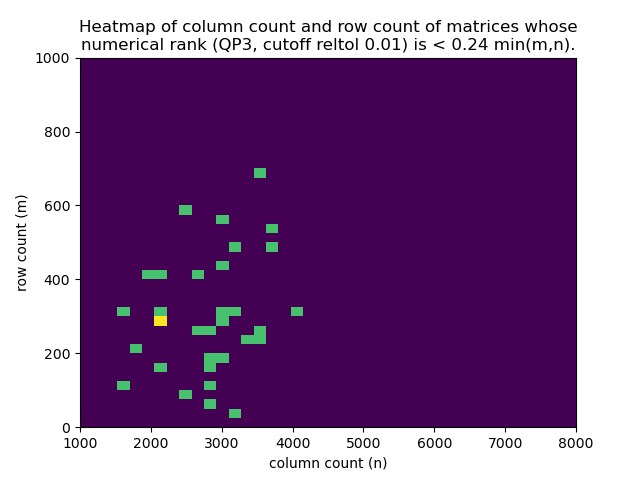 Heatmap of column count and row count of matrices whose
numerical rank (QP3, cutoff reltol 0.01) is < 0.24 min(m,n).
1000
800
600
400
200
0
row count (m)
1000 2000 3000 4000 5000 6000 7000 8000
column count (n)